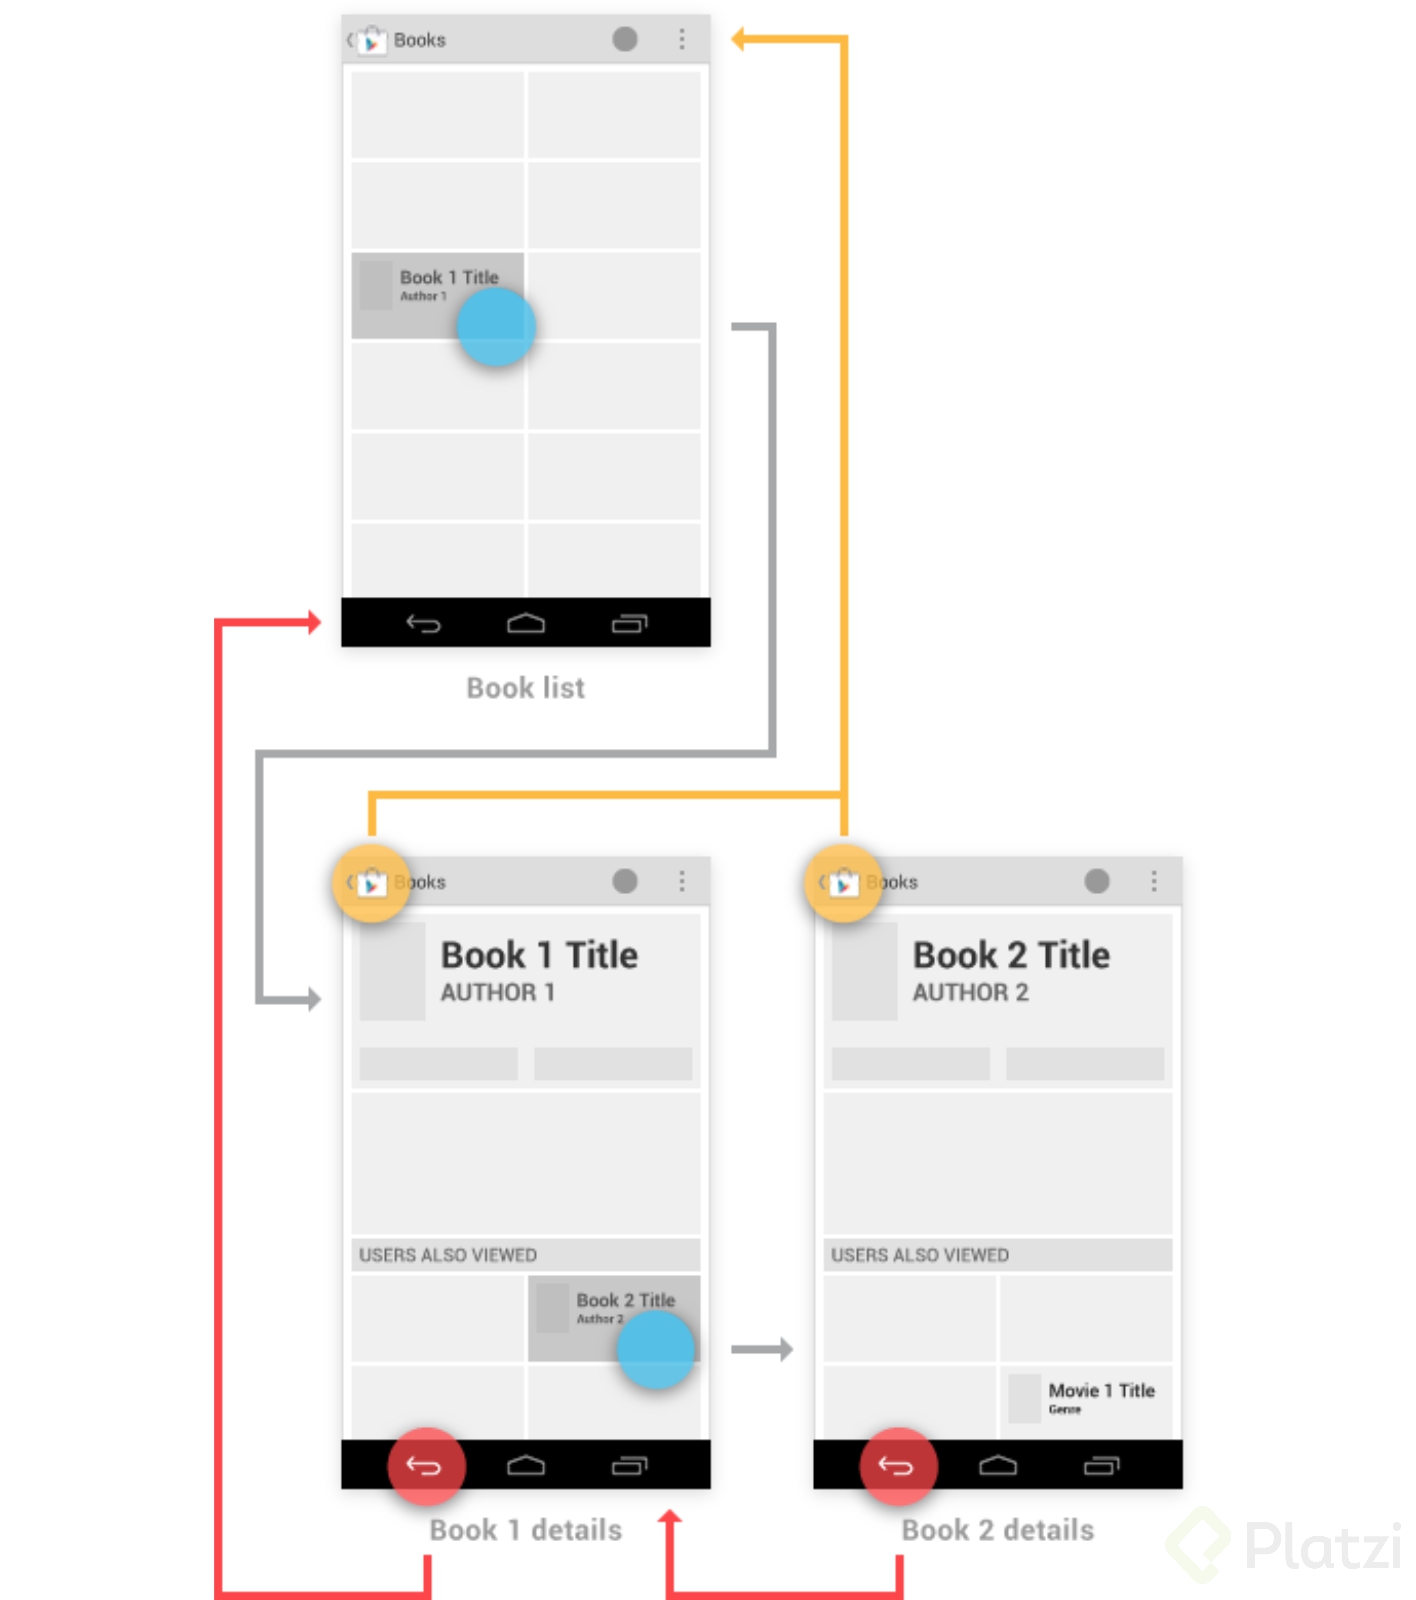 Books
Book 1 Title
Author 1
Book list
Books
Book 1 Title
AUTHOR 1
USERS ALSO VIEWED
Book 2 Title
Author 2
Book 1 details
Books
Book 2 Title
AUTHOR 2
USERS ALSO VIEWED
Movie 1 Title
Genre
Book 2 details
Platzi